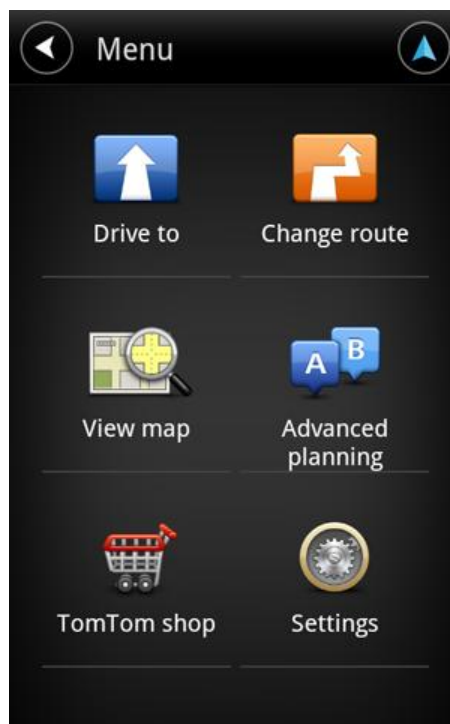 Menu
Drive to
Change route
View map
A
B
Advanced
planning
TomTom shop
Settings